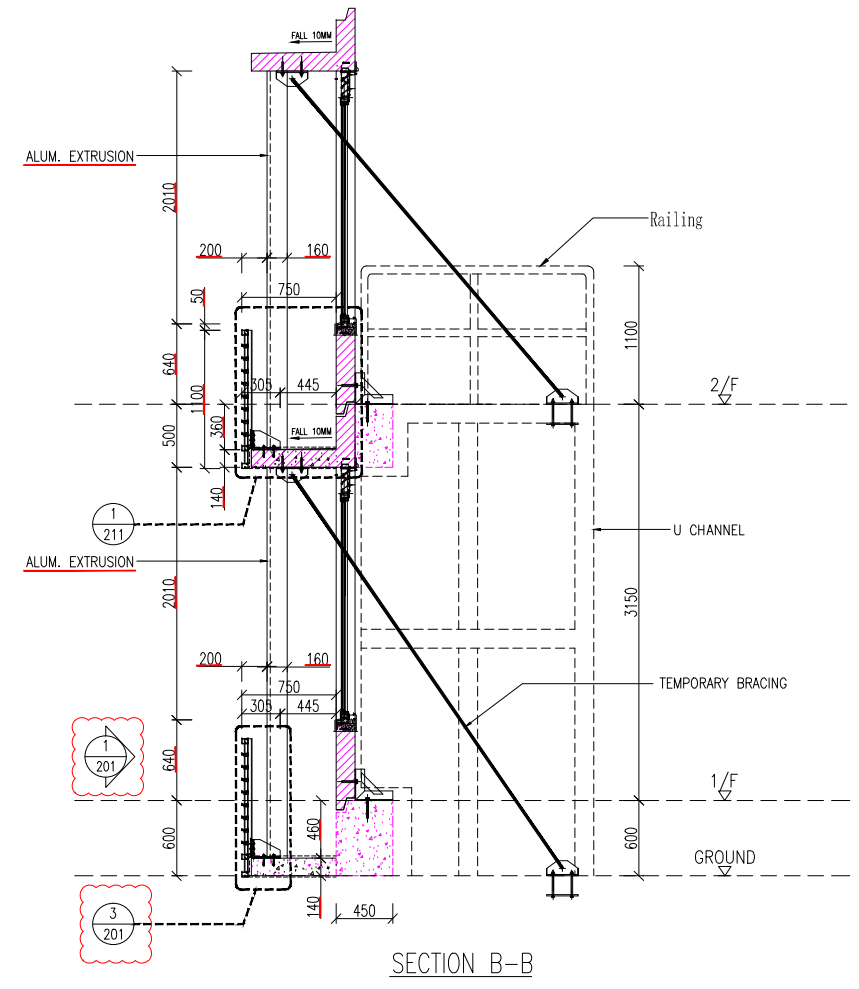 FALL 10MM
ALUM. EXTRUSION
2010
200
160
Railing
750
50
640
1100
1100
305
445
2/F
500
360
FALL 10MM
140
1
211
U CHANNEL
ALUM. EXTRUSION
2010
3150
200
160
750
TEMPORARY BRACING
305
445
1
201
640
1/F
600
460
600
GROUND
140
450
3
201
SECTION B-B